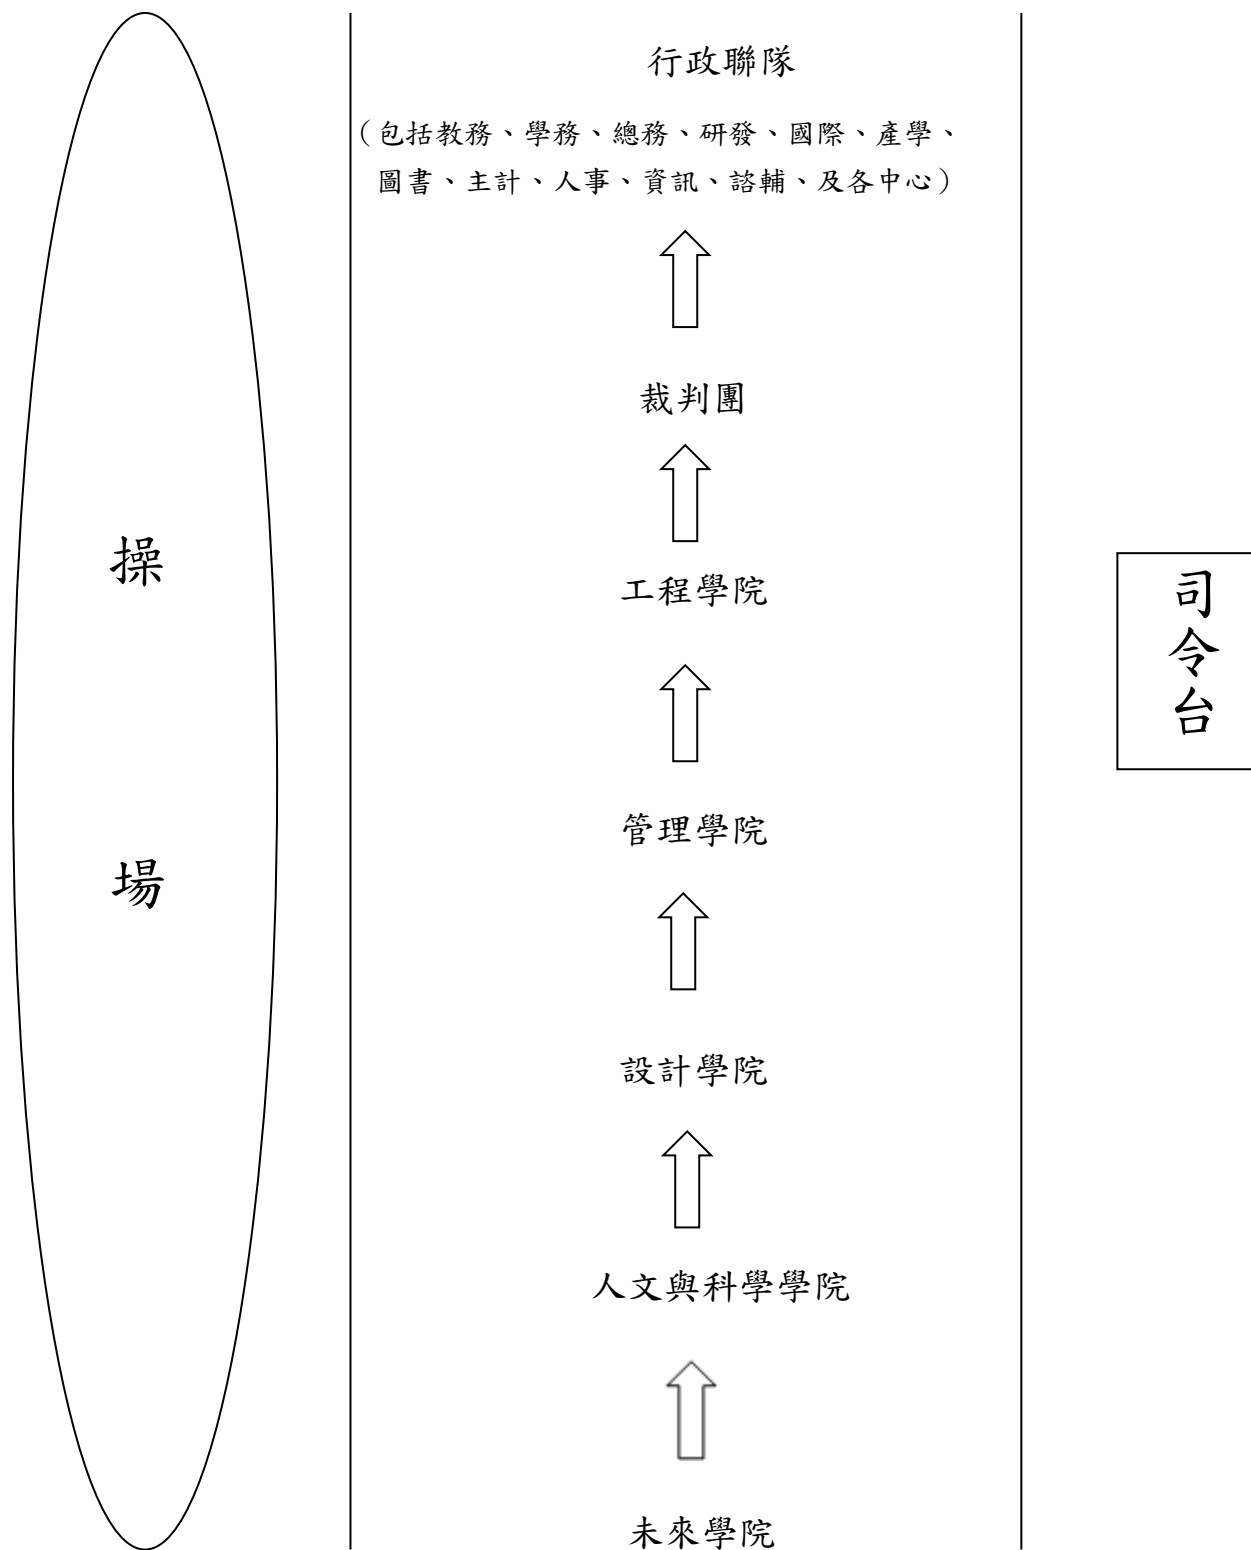 行政聯隊
（包括教務、學務、總務、研發、國際、產學、
圖書、主計、人事、資訊、諮輔、及各中心）
裁判團
工程學院
管理學院
設計學院
人文與科學學院
未來學院
操
場
司
令
台